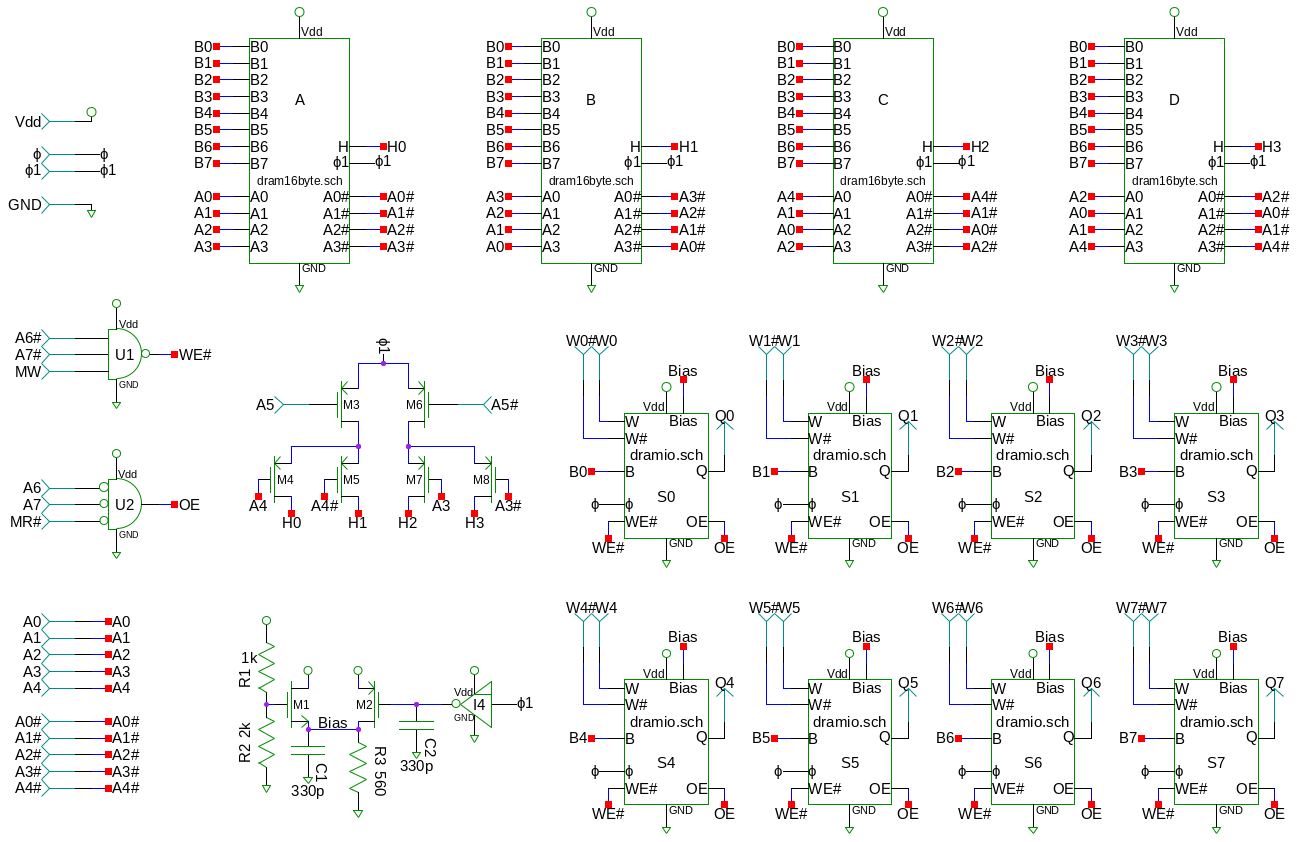 Vdd Vdd Vdd Vdd
B0 B0 B0 B0 B0 B0 B0 B0
B1 B1 B1 B1 B1 B1 B1 B1
B2 B2 B2 B2 B2 B2 B2 B2
B3 B3 A B3 B3 B B3 B3 C B3 B3 D
B4 B4 B4 B4 B4 B4 B4 B4
Vdd
B5 B5 B5 B5 B5 B5 B5 B5
B6 B6 H H0 B6 B6 H H1 B6 B6 H H2 B6 B6 H H3
ϕ ϕ
B7 B7 ϕ1 ϕ1 B7 B7 ϕ1 ϕ1 B7 B7 ϕ1 ϕ1 B7 B7 ϕ1 ϕ1
ϕ1 ϕ1
dram16byte.sch dram16byte.sch dram16byte.sch dram16byte.sch
A0 A0 A0# A0# A3 A0 A0# A3# A4 A0 A0# A4# A2 A0 A0# A2#
GND
A1 A1 A1# A1# A2 A1 A1# A2# A1 A1 A1# A1# A0 A1 A1# A0#
A2 A2 A2# A2# A1 A2 A2# A1# A0 A2 A2# A0# A1 A2 A2# A1#
A3 A3 A3# A3# A0 A3 A3# A0# A2 A3 A3# A2# A4 A3 A3# A4#
GND GND GND GND
Vdd
A6#
A7# U1 WE#
MW
GND
Vdd
A6
A7 U2 OE
MR#
GND
ϕ1
A5 M3 M6 A5#
M4 M5 M7 M8
A4 A4# A3 A3#
H0 H1 H2 H3
W0# W0 W1# W1 W2# W2 W3# W3
Bias Bias Bias Bias
Vdd Vdd Vdd Vdd
W Bias Q0 W Bias Q1 W Bias Q2 W Bias Q3
W# W# W# W#
dramio.sch dramio.sch dramio.sch dramio.sch
B0 B Q B1 B Q B2 B Q B3 B Q
S0 S1 S2 S3
ϕ ϕ ϕ ϕ ϕ ϕ ϕ ϕ
WE# OE WE# OE WE# OE WE# OE
WE# GND OE WE# GND OE WE# GND OE WE# GND OE
A0 A0
A1 A1
A2 A2
A3 A3
A4 A4
A0# A0#
A1# A1#
A2# A2#
A3# A3#
A4# A4#
R1 1k
R2 2k
M1 M2
Bias
C1 330p
R3 560
C2 330p
Vdd
I4 ϕ1
GND
W4# W4 W5# W5 W6# W6 W7# W7
Bias Bias Bias Bias
Vdd Vdd Vdd Vdd
W Bias Q4 W Bias Q5 W Bias Q6 W Bias Q7
W# W# W# W#
dramio.sch dramio.sch dramio.sch dramio.sch
B4 B Q B5 B Q B6 B Q B7 B Q
S4 S5 S6 S7
ϕ ϕ ϕ ϕ ϕ ϕ ϕ ϕ
WE# OE WE# OE WE# OE WE# OE
WE# GND OE WE# GND OE WE# GND OE WE# GND OE